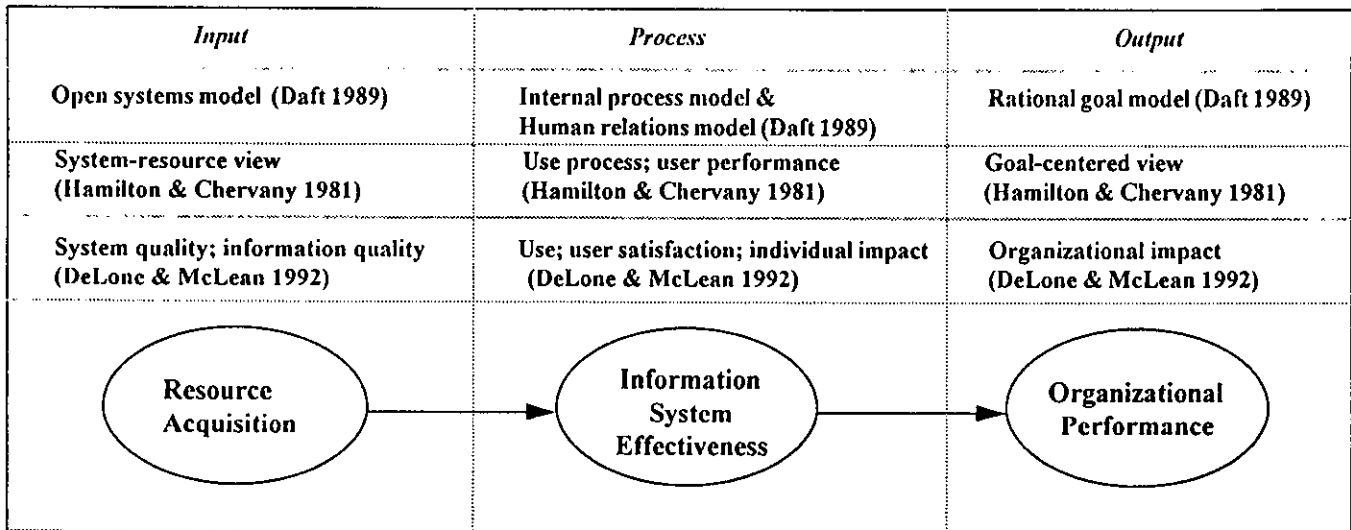 Input
Process
Output
Open systems model (Daft 1989)
Internal process model &
Human relations model (Daft 1989)
Rational goal model (Daft 1989)
System-resource view
(Hamilton & Chervany 1981)
Use process; user performance
(Hamilton & Chervany 1981)
Goal-centered view
(Hamilton & Chervany 1981)
System quality; information quality
(DeLone & McLean 1992)
Use; user satisfaction; individual impact
(DeLone & McLean 1992)
Organizational impact
(DeLone & McLean 1992)
Resource
Acquisition
Information
System
Effectiveness
Organizational
Performance